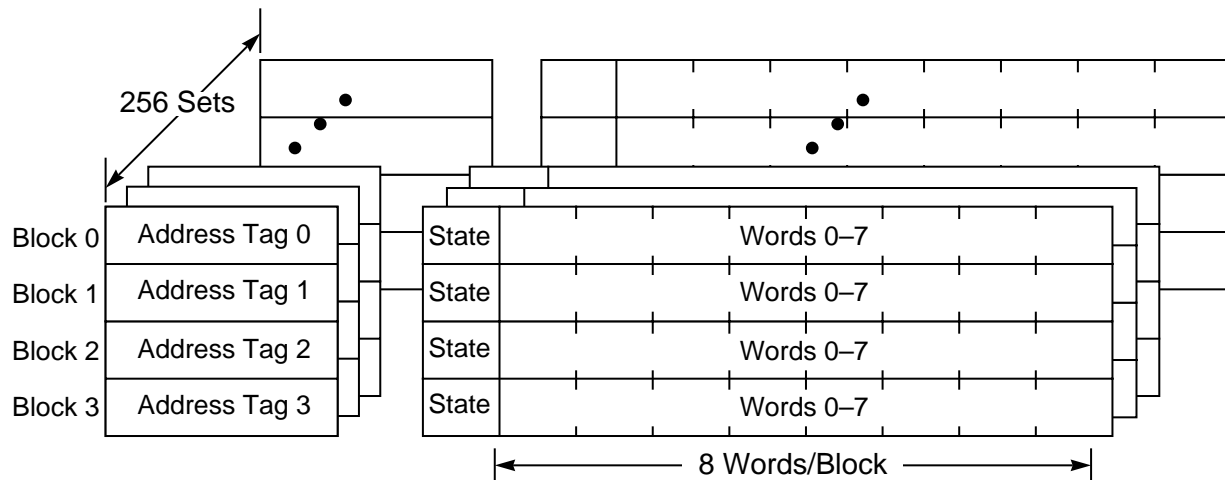 256 Sets
Block 0 Address Tag 0 State Words 0–7
Block 1 Address Tag 1 State Words 0–7
Block 2 Address Tag 2 State Words 0–7
Block 3 Address Tag 3 State Words 0–7
8 Words/Block